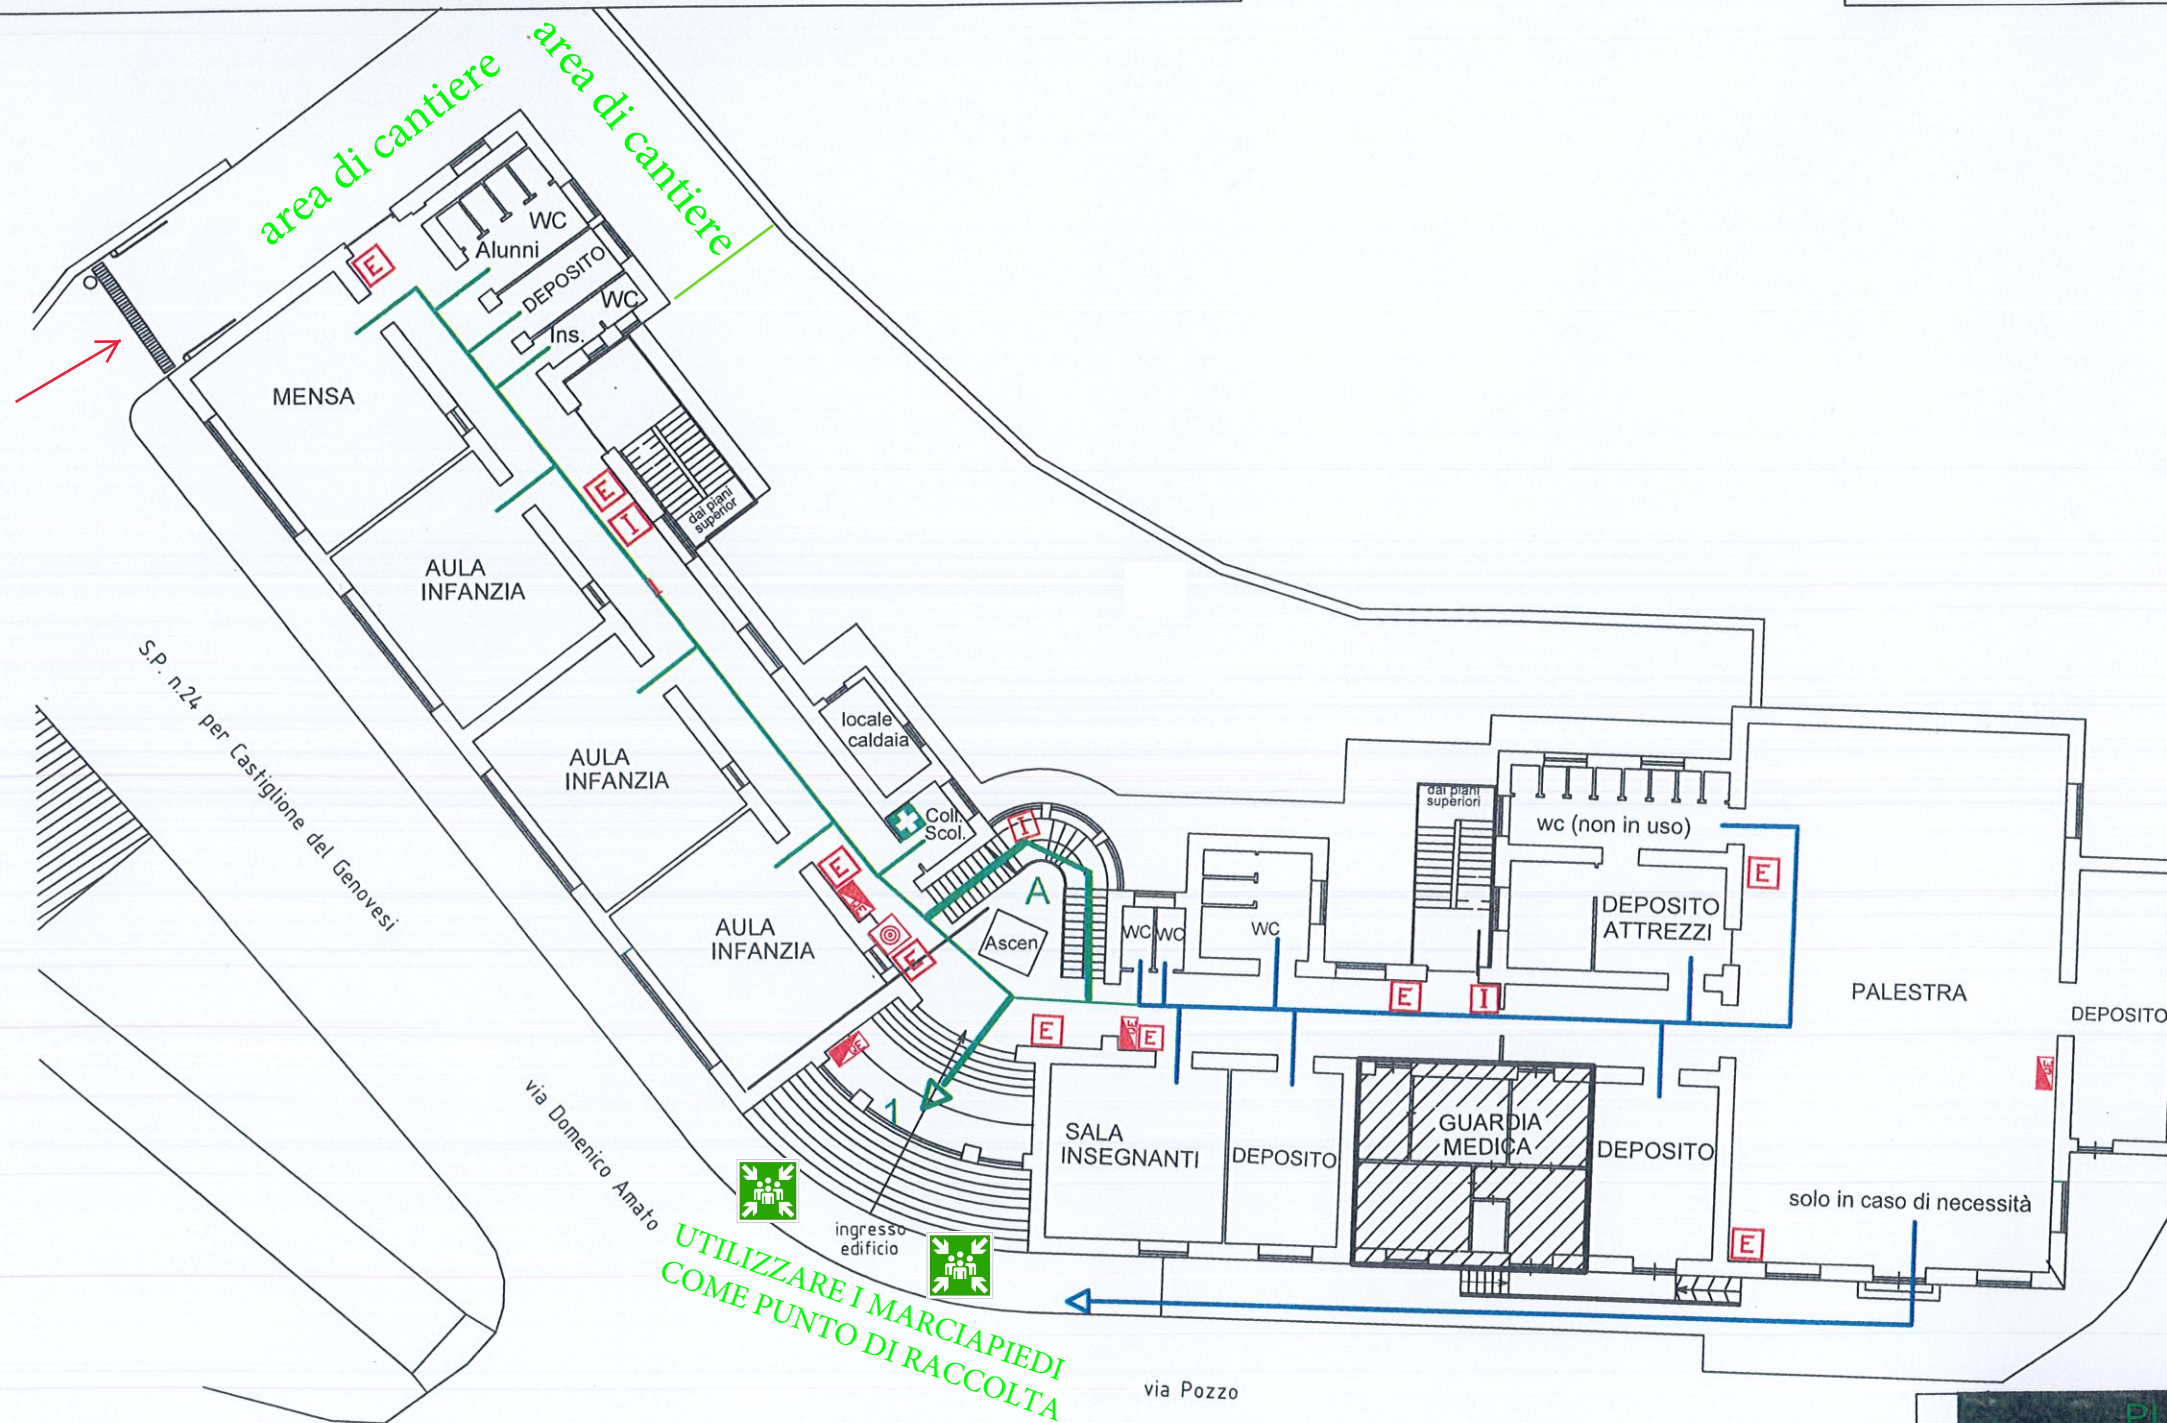 area di cantiere
area di cantiere
WC
Alunni
DEPOSITO
WC
Ins.
E
MENSA
E
I
dai piani
superior
AULA
INFANZIA
S.P. n.24 per Castiglione del Genovesi
AULA
INFANZIA
locale
caldaia
Coll.
Scol.
I
E
A
AULA
INFANZIA
E
Ascen
WC
WC
WC
dai piani
superiori
wc (non in uso)
E
DEPOSITO
ATTREZZI
PALESTRA
DEPOSITO
E
I
E
E
1
SALA
INSEGNANTI
DEPOSITO
GUARDIA
MEDICA
DEPOSITO
solo in caso di necessità
E
via Domenico Amato
ingresso
edificio
UTILIZZARE I MARCIAPIEDI
COME PUNTO DI RACCOLTA
via Pozzo